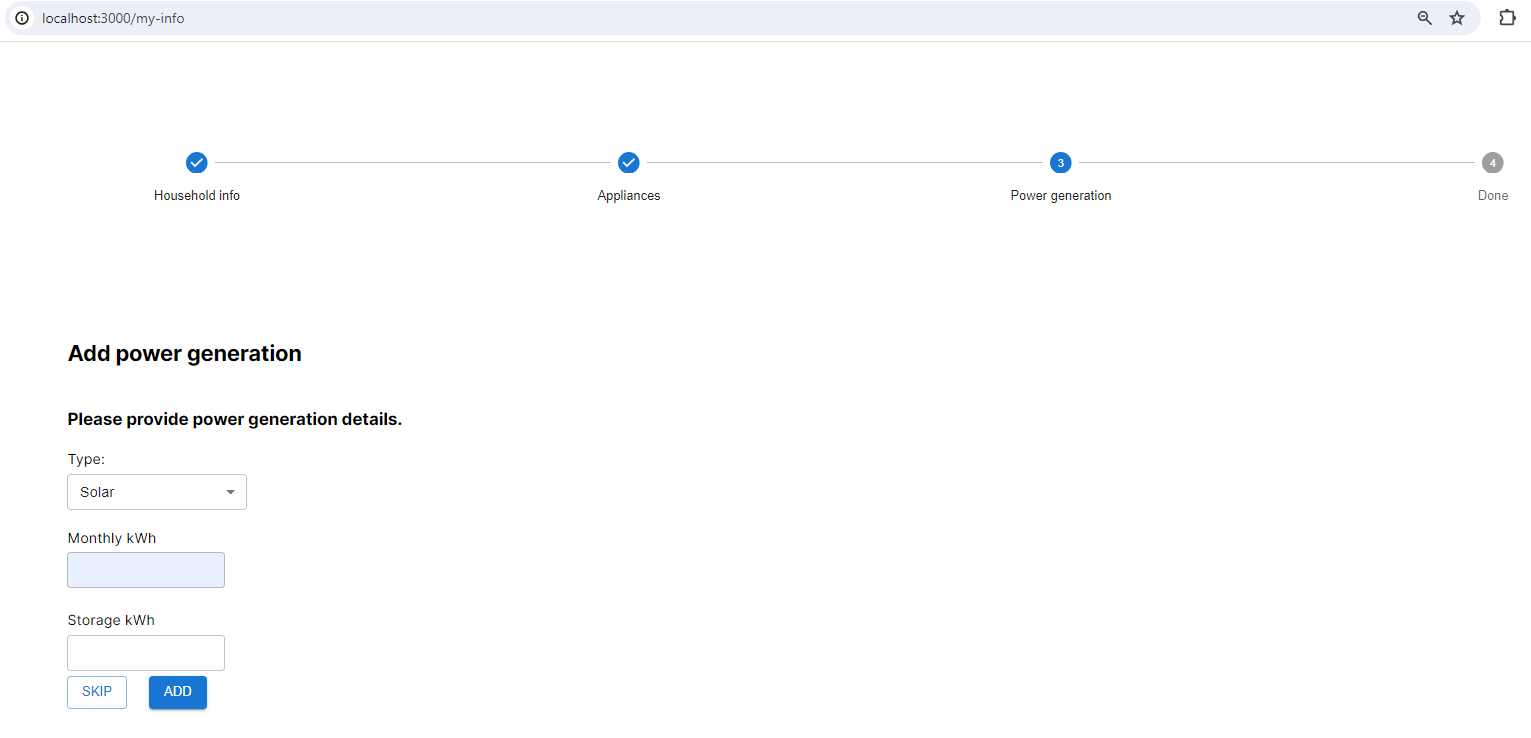 localhost:3000/my-info
3
4
Household info
Appliances
Power generation
Done
Add power generation
Please provide power generation details.
Type:
Solar
Monthly kWh
Storage kWh
SKIP
ADD